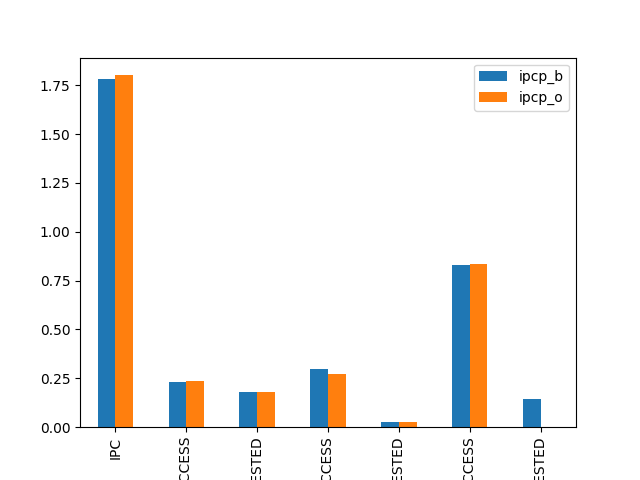 ipcp_b
ipcp_o
1.75
1.50
1.25
1.00
0.75
0.50
0.25
0.00
IPC
CCESS
ESTED
CCESS
ESTED
CCESS
ESTED